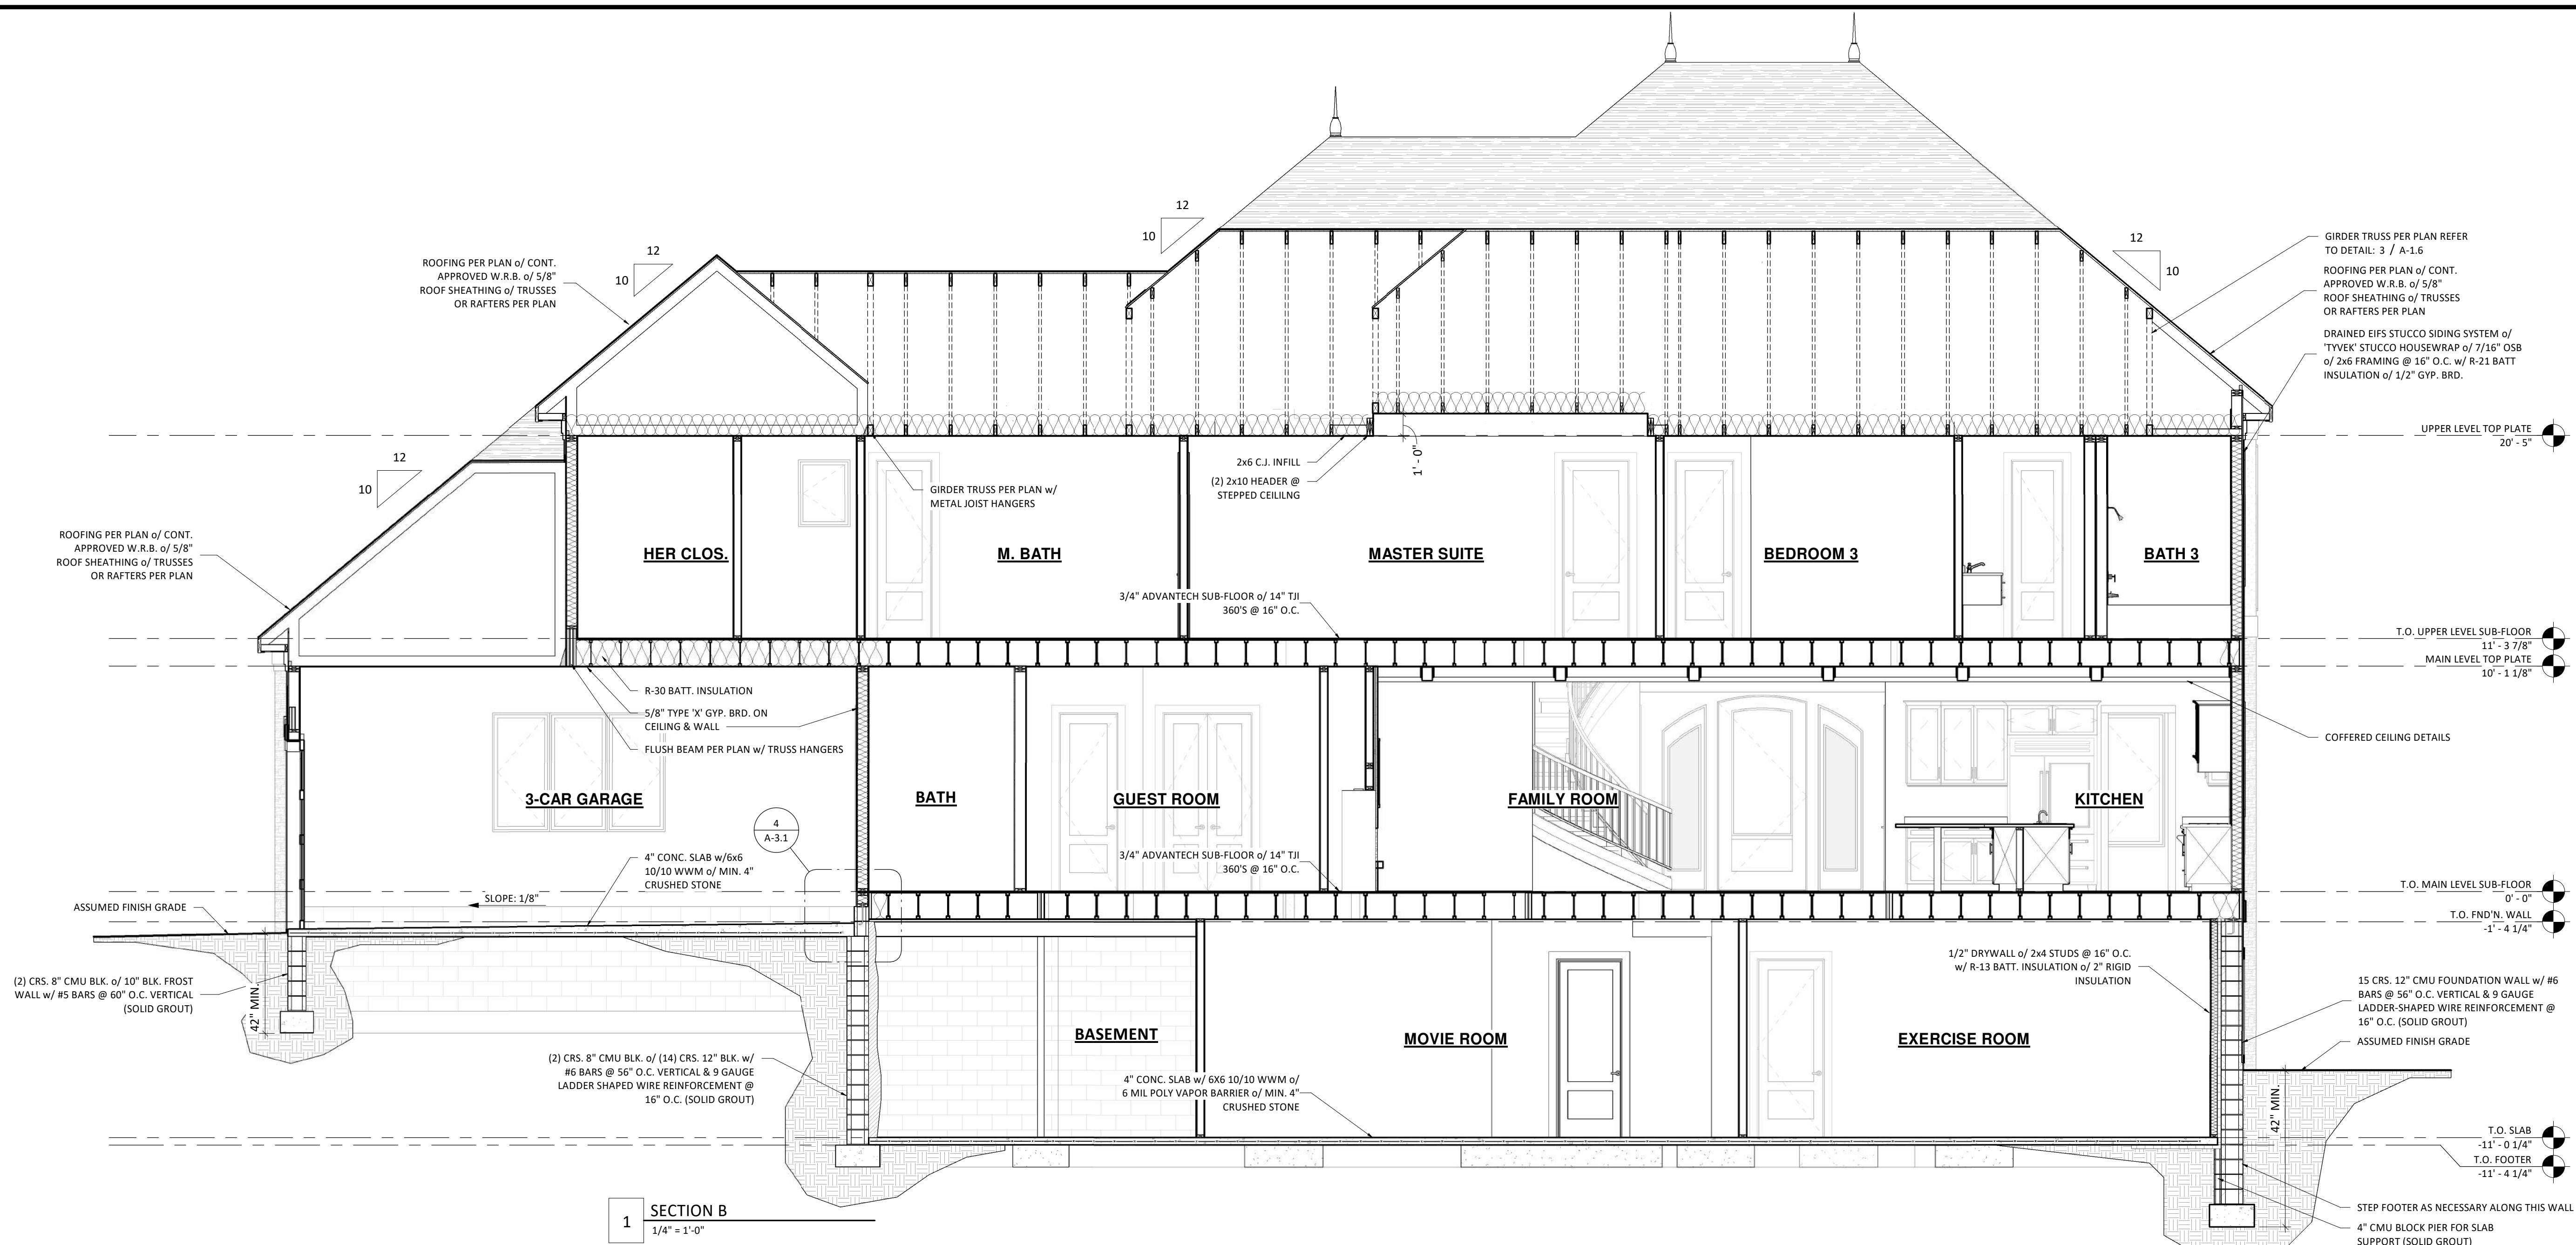 12
10
12
10
12
10
12
10
ROOFING PER PLAN o/ CONT.
APPROVED W.R.B. o/ 5/8"
ROOF SHEATHING o/ TRUSSES
OR RAFTERS PER PLAN
GIRDER TRUSS PER PLAN REFER
TO DETAIL: 3 / A-1.6
ROOFING PER PLAN o/ CONT.
APPROVED W.R.B. o/ 5/8"
ROOF SHEATHING o/ TRUSSES
OR RAFTERS PER PLAN
DRAINED EIFS STUCCO SIDING SYSTEM o/
'TYVEK' STUCCO HOUSEWRAP o/ 7/16" OSB
o/ 2x6 FRAMING @ 16" O.C. w/ R-21 BATT
INSULATION o/ 1/2" GYP. BRD.
UPPER LEVEL TOP PLATE
20' - 5"
2x6 C.J. INFILL
(2) 2x10 HEADER @
STEPPED CEILILNG
1' - 0"
GIRDER TRUSS PER PLAN w/
METAL JOIST HANGERS
ROOFING PER PLAN o/ CONT.
APPROVED W.R.B. o/ 5/8"
ROOF SHEATHING o/ TRUSSES
OR RAFTERS PER PLAN
HER CLOS.
M. BATH
MASTER SUITE
BEDROOM 3
BATH 3
3/4" ADVANTECH SUB-FLOOR o/ 14" TJI
360'S @ 16" O.C.
T.O. UPPER LEVEL SUB-FLOOR
11' - 3 7/8"
MAIN LEVEL TOP PLATE
10' - 1 1/8"
R-30 BATT. INSULATION
5/8" TYPE 'X' GYP. BRD. ON
CEILING & WALL
FLUSH BEAM PER PLAN w/ TRUSS HANGERS
COFFERED CEILING DETAILS
3-CAR GARAGE
BATH
GUEST ROOM
FAMILY ROOM
KITCHEN
4
A-3.1
4" CONC. SLAB w/6x6
10/10 WWM o/ MIN. 4"
CRUSHED STONE
3/4" ADVANTECH SUB-FLOOR o/ 14" TJI
360'S @ 16" O.C.
SLOPE: 1/8"
ASSUMED FINISH GRADE
T.O. MAIN LEVEL SUB-FLOOR
0' - 0"
T.O. FND'N. WALL
-1' - 4 1/4"
(2) CRS. 8" CMU BLK. o/ 10" BLK. FROST
WALL w/ #5 BARS @ 60" O.C. VERTICAL
(SOLID GROUT)
42" MIN.
1/2" DRYWALL o/ 2x4 STUDS @ 16" O.C.
w/ R-13 BATT. INSULATION o/ 2" RIGID
INSULATION
15 CRS. 12" CMU FOUNDATION WALL w/ #6
BARS @ 56" O.C. VERTICAL & 9 GAUGE
LADDER-SHAPED WIRE REINFORCEMENT @
16" O.C. (SOLID GROUT)
ASSUMED FINISH GRADE
BASEMENT
MOVIE ROOM
EXERCISE ROOM
(2) CRS. 8" CMU BLK. o/ (14) CRS. 12" BLK. w/
#6 BARS @ 56" O.C. VERTICAL & 9 GAUGE
LADDER SHAPED WIRE REINFORCEMENT @
16" O.C. (SOLID GROUT)
4" CONC. SLAB w/ 6X6 10/10 WWM o/
6 MIL POLY VAPOR BARRIER o/ MIN. 4"
CRUSHED STONE
42" MIN.
T.O. SLAB
-11' - 0 1/4"
T.O. FOOTER
-11' - 4 1/4"
STEP FOOTER AS NECESSARY ALONG THIS WALL
4" CMU BLOCK PIER FOR SLAB
SUPPORT (SOLID GROUT)
1
SECTION B
1/4" = 1'-0"